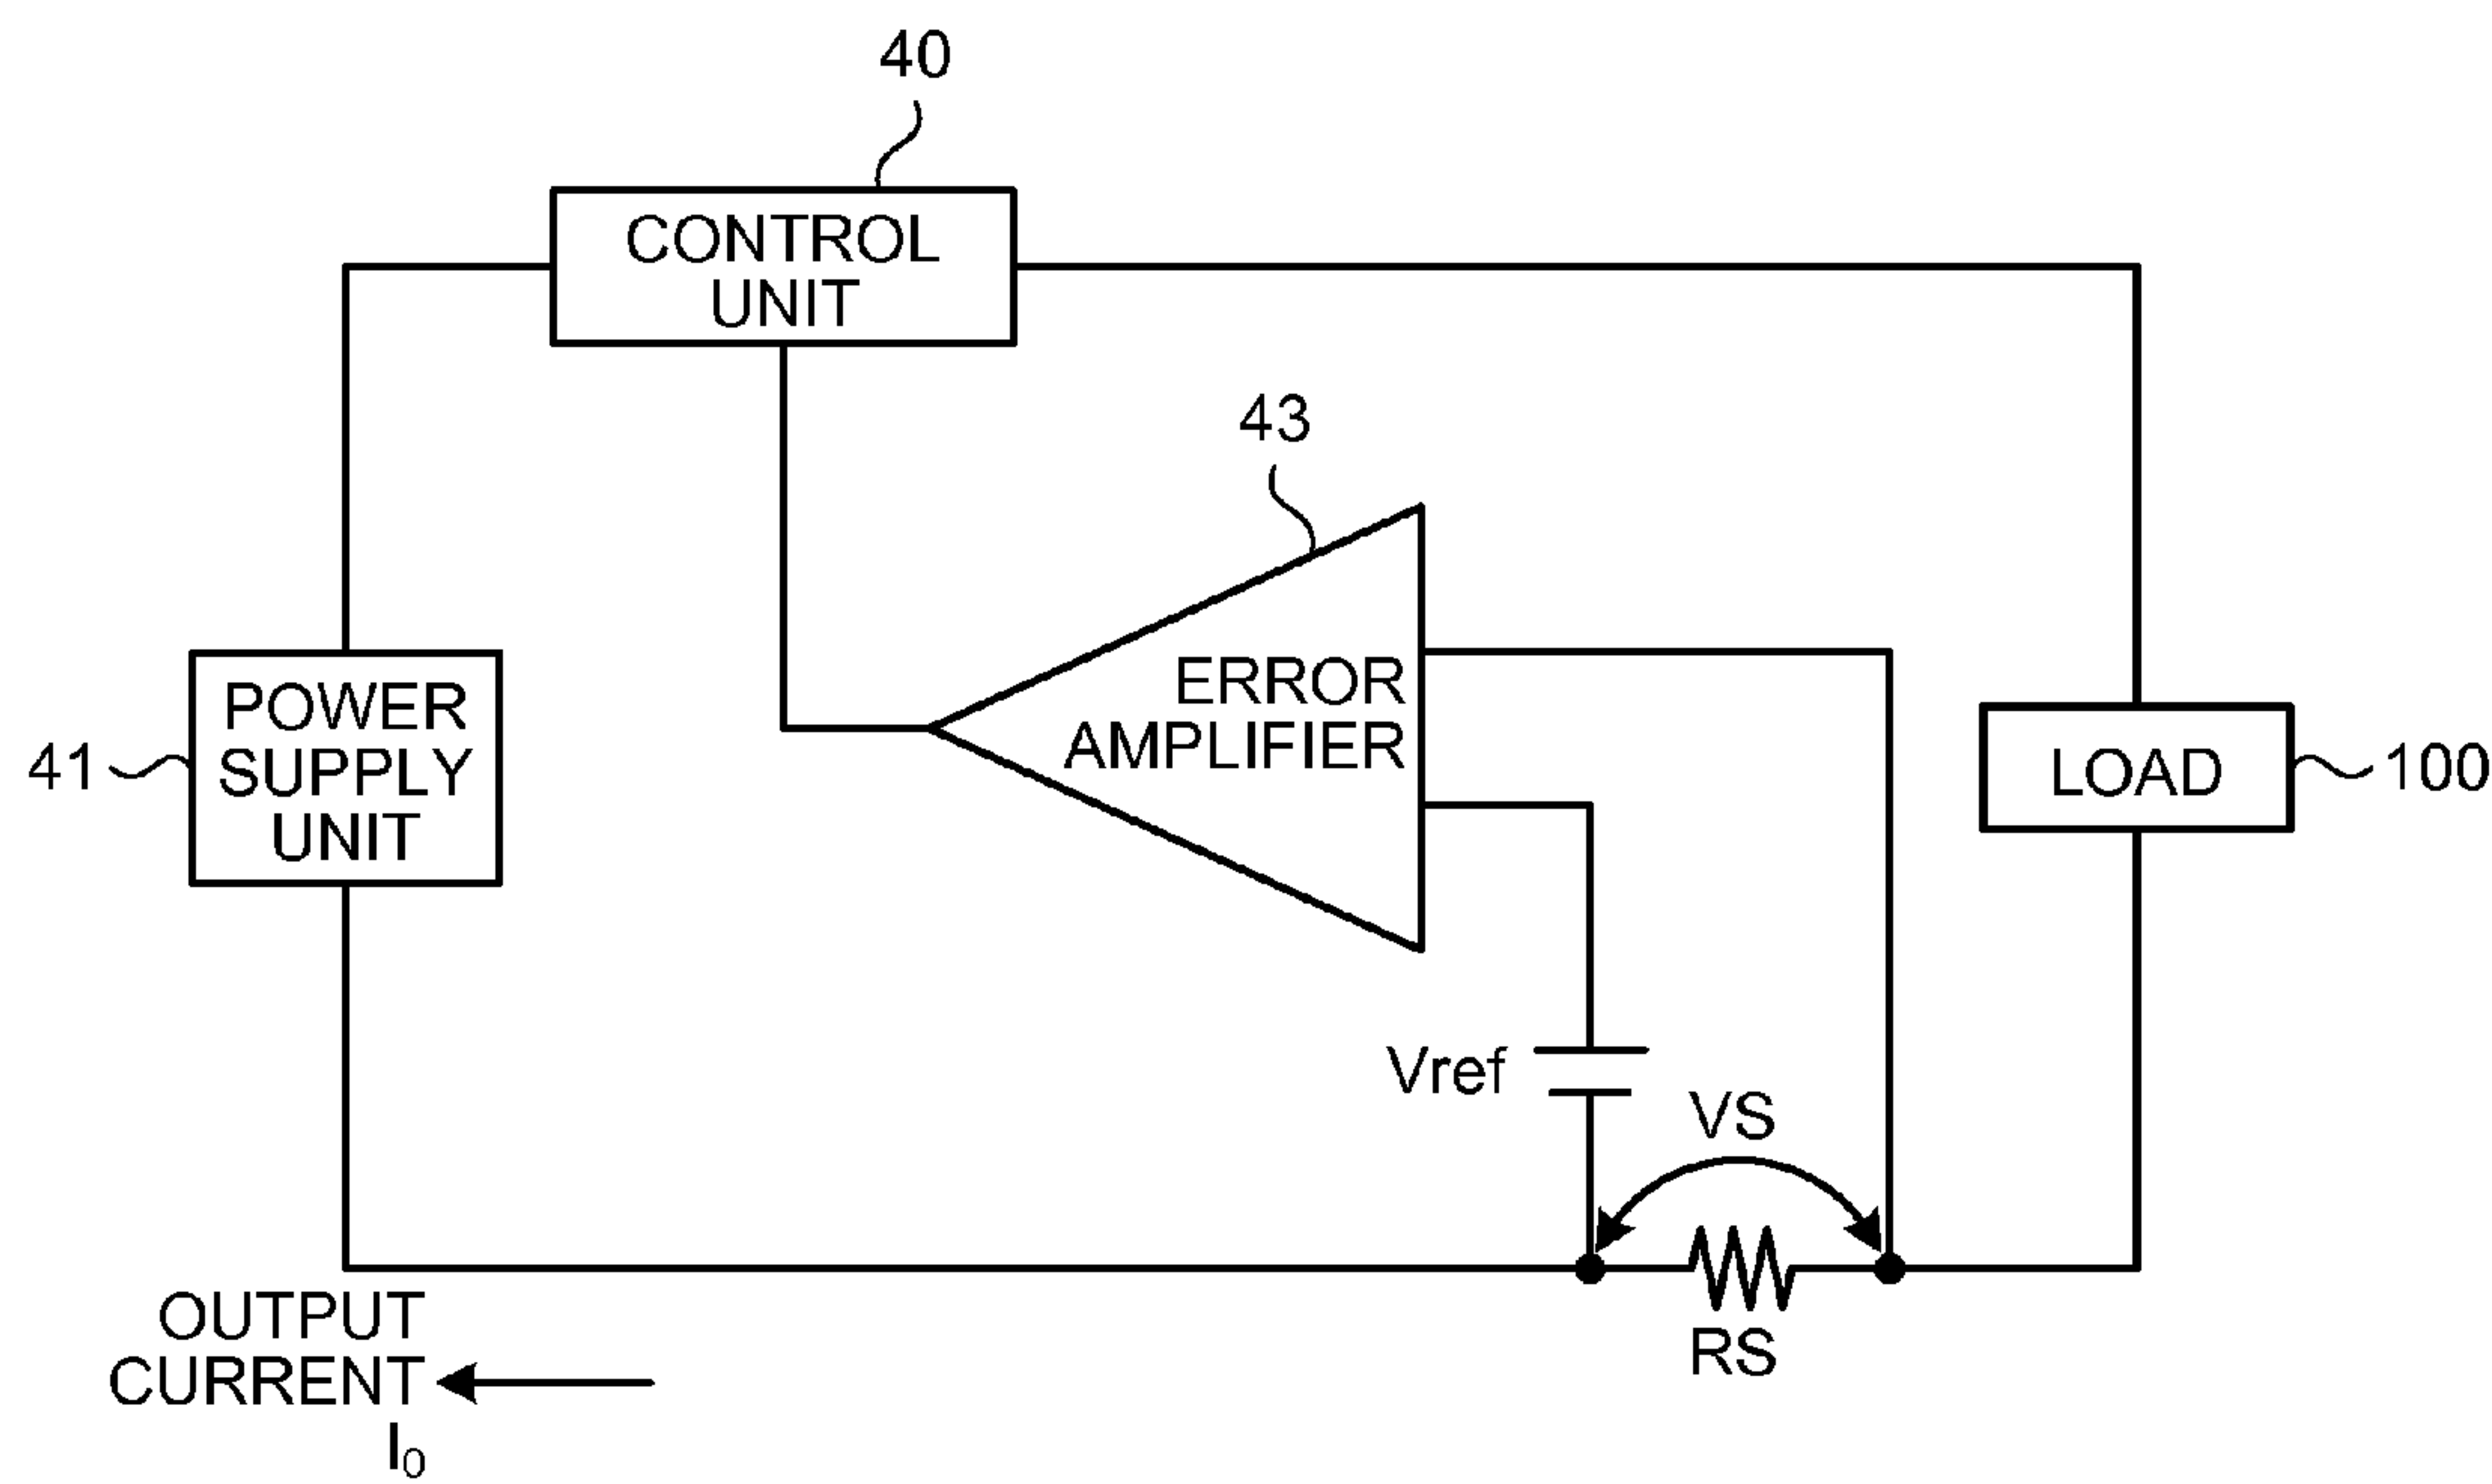 40
CONTROL
UNIT
43
ERROR
AMPLIFIER
POWER
SUPPLY
UNIT
41
LOAD
100
Vref
VS
RS
OUTPUT
CURRENT
I₀